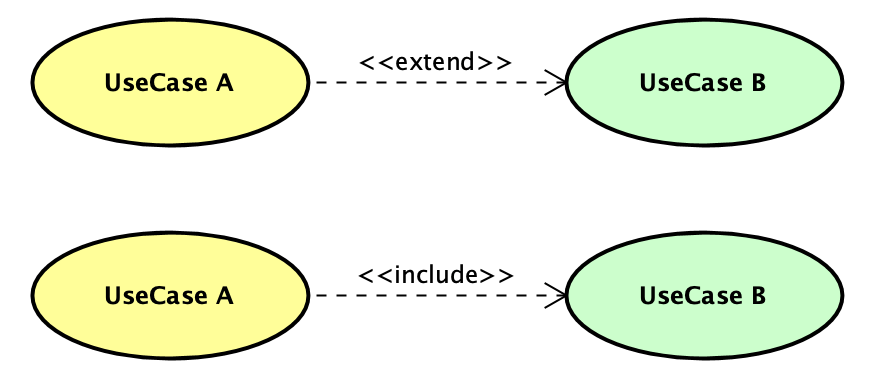 UseCase A
<<extend>>
UseCase B
UseCase A
<<include>>
UseCase B